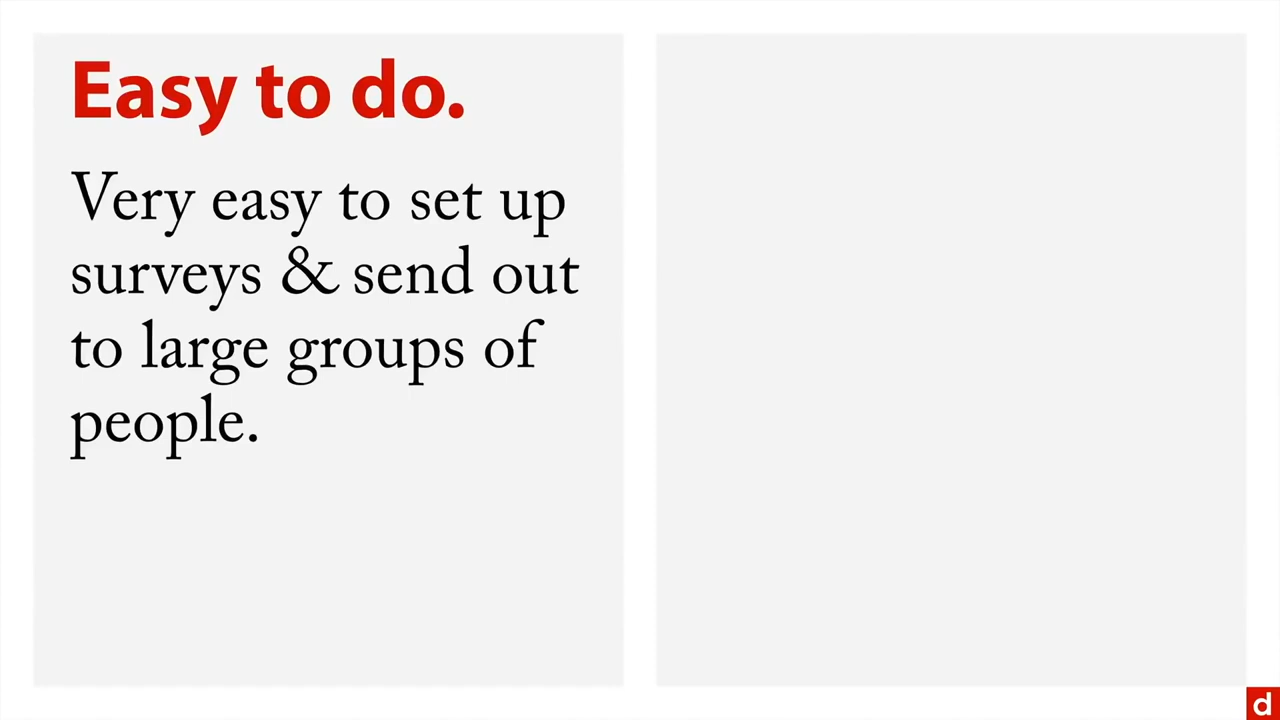 Easy to do.
Very easy to set up
surveys & send out
to large groups of
people.
d